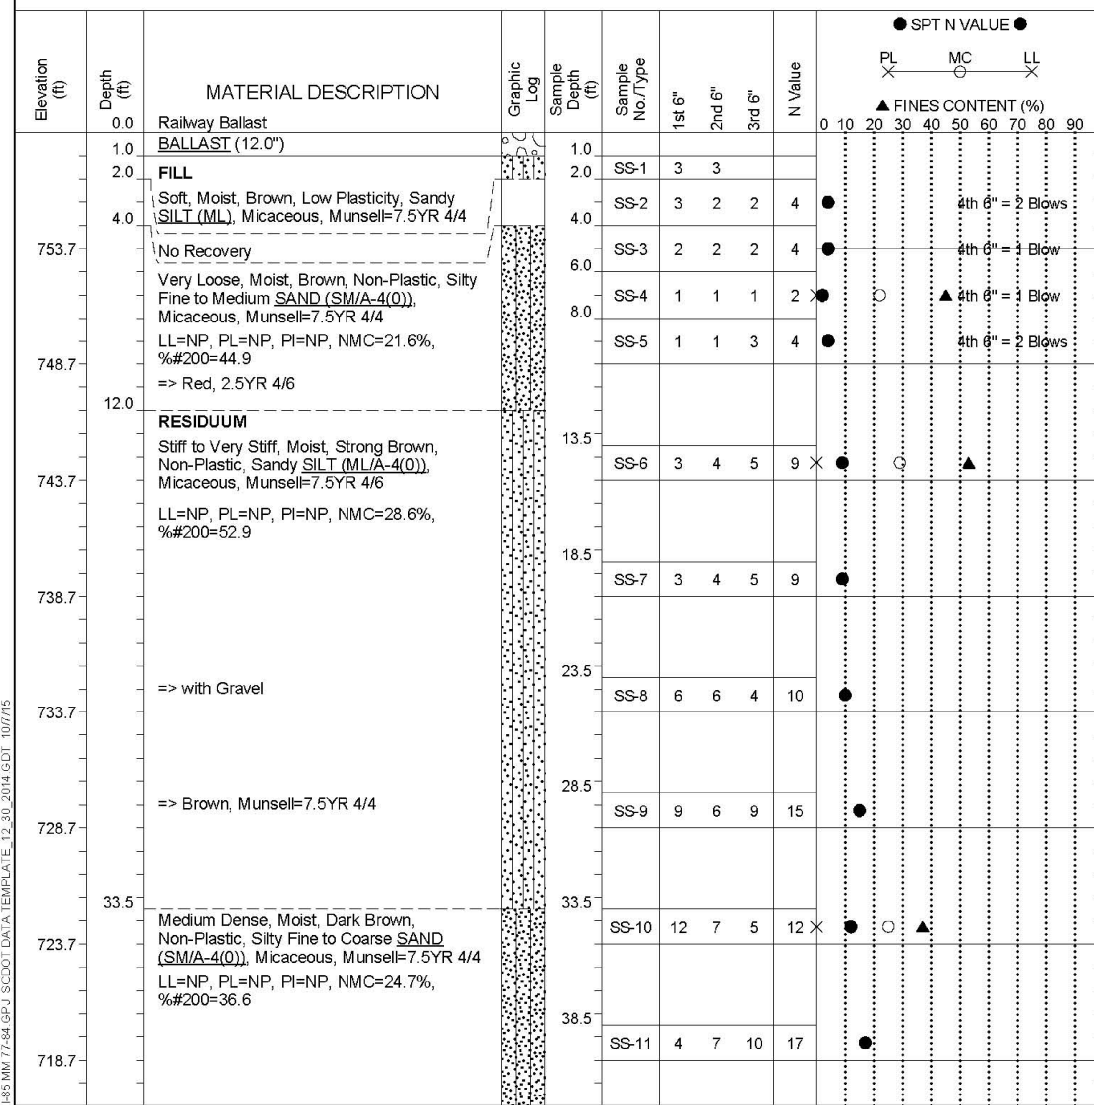 ● SPT N VALUE ●
PL MC LL
▲ FINES CONTENT (%)
0 10 20 30 40 50 60 70 80 90
Elevation (ft)
Depth (ft)
MATERIAL DESCRIPTION
Graphic Log
Sample Depth (ft)
Sample No./Type
1st 6"
2nd 6"
3rd 6"
N Value
0.0 Railway Ballast
1.0 BALLAST (12.0") 1.0
2.0 FILL 2.0 SS-1 3 3
Soft, Moist, Brown, Low Plasticity, Sandy
SILT (ML), Micaceous, Munsell=7.5YR 4/4
SS-2 3 2 2 4 4th 6" = 2 Blows
4.0 4.0
753.7 No Recovery SS-3 2 2 2 4 4th 6" = 1 Blow
6.0
Very Loose, Moist, Brown, Non-Plastic, Silty
Fine to Medium SAND (SM/A-4(0)),
Micaceous, Munsell=7.5YR 4/4
SS-4 1 1 1 2 4th 6" = 1 Blow
8.0
LL=NP, PL=NP, PI=NP, NMC=21.6%,
%#200=44.9
SS-5 1 1 3 4 4th 6" = 2 Blows
748.7
=> Red, 2.5YR 4/6
12.0
RESIDUUM
13.5
Stiff to Very Stiff, Moist, Strong Brown,
Non-Plastic, Sandy SILT (ML/A-4(0)),
Micaceous, Munsell=7.5YR 4/6
SS-6 3 4 5 9
743.7
LL=NP, PL=NP, PI=NP, NMC=28.6%,
%#200=52.9
18.5
SS-7 3 4 5 9
738.7
23.5
=> with Gravel SS-8 6 6 4 10
733.7
28.5
=> Brown, Munsell=7.5YR 4/4 SS-9 9 6 9 15
728.7
33.5 33.5
Medium Dense, Moist, Dark Brown,
Non-Plastic, Silty Fine to Coarse SAND
(SM/A-4(0)), Micaceous, Munsell=7.5YR 4/4
SS-10 12 7 5 12
723.7
LL=NP, PL=NP, PI=NP, NMC=24.7%,
%#200=36.6
38.5
SS-11 4 7 10 17
718.7
I-85 MM 77-84.GPJ SCDOT DATA TEMPLATE_12_30_2014.GDT 10/7/15